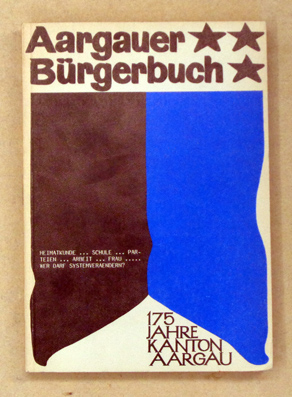 Aargauer
Bürgerbuch
HEIMATKUNDE ... SCHULE ... PAR-
TEIEN ... ARBEIT ... FRAU .....
WER DARF SYSTEMVERAENDERN?
175
JAHRE
KANTON
AARGAU